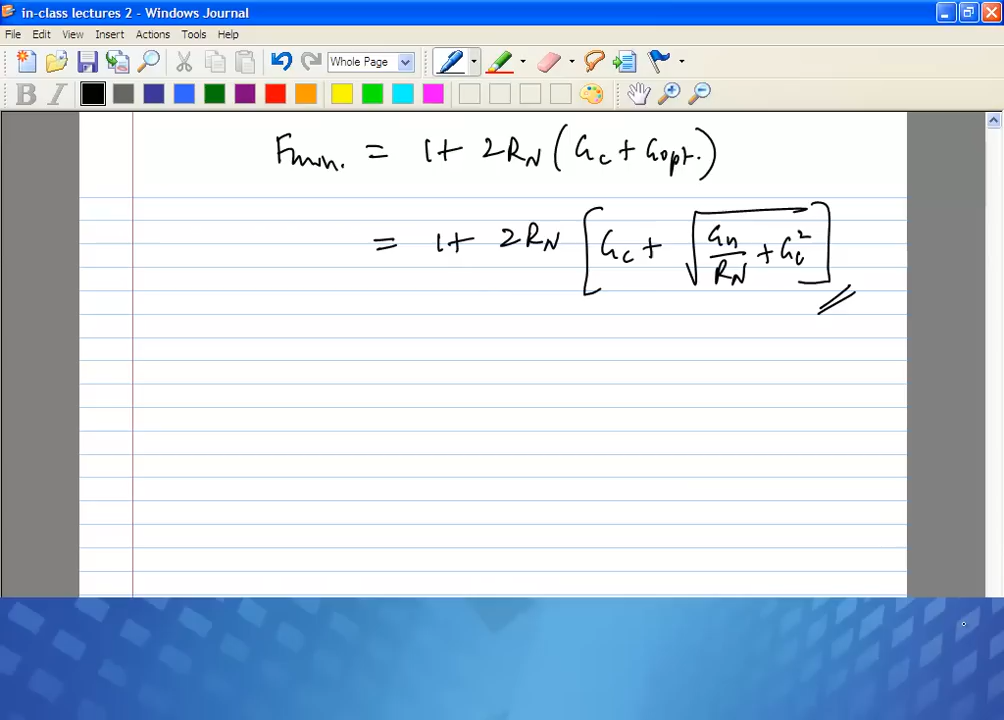 in-class lectures 2 - Windows Journal
File Edit View Insert Actions Tools Help
Whole Page
B I
Fmin. = 1+ 2RN (Gc + Gopt.)
= 1+ 2RN [Gc + √(Gn/RN + Gc²)]